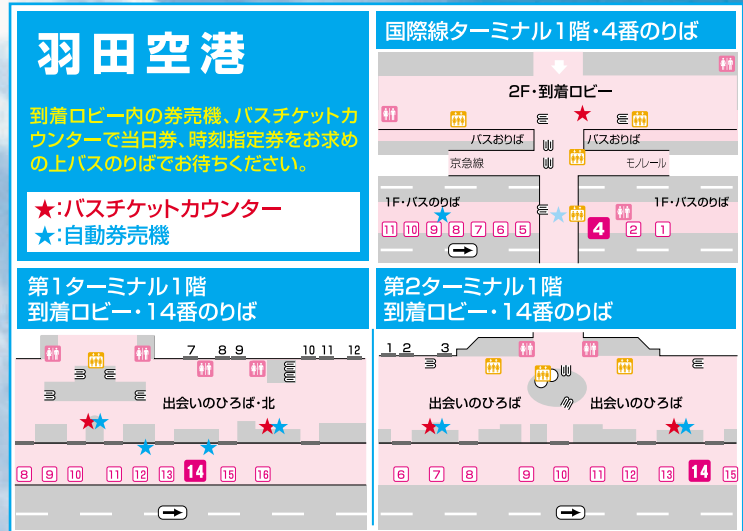 羽田空港
到着ロビー内の券売機、バスチケットカ
ウンターで当日券、時刻指定券をお求め
の上バスのりばでお待ちください。
★:バスチケットカウンター
★:自動券売機
国際線ターミナル1階・4番のりば
2F・到着ロビー
バスおりば バスおりば
京急線 モノレール
1F・バスのりば 1F・バスのりば
11 10 9 8 7 6 5 4 2 1
第1ターミナル1階
到着ロビー・14番のりば
7 8 9 10 11 12
出会いのひろば・北
8 9 10 11 12 13 14 15 16
第2ターミナル1階
到着ロビー・14番のりば
1 2 3
出会いのひろば 出会いのひろば
6 7 8 9 10 11 12 13 14 15